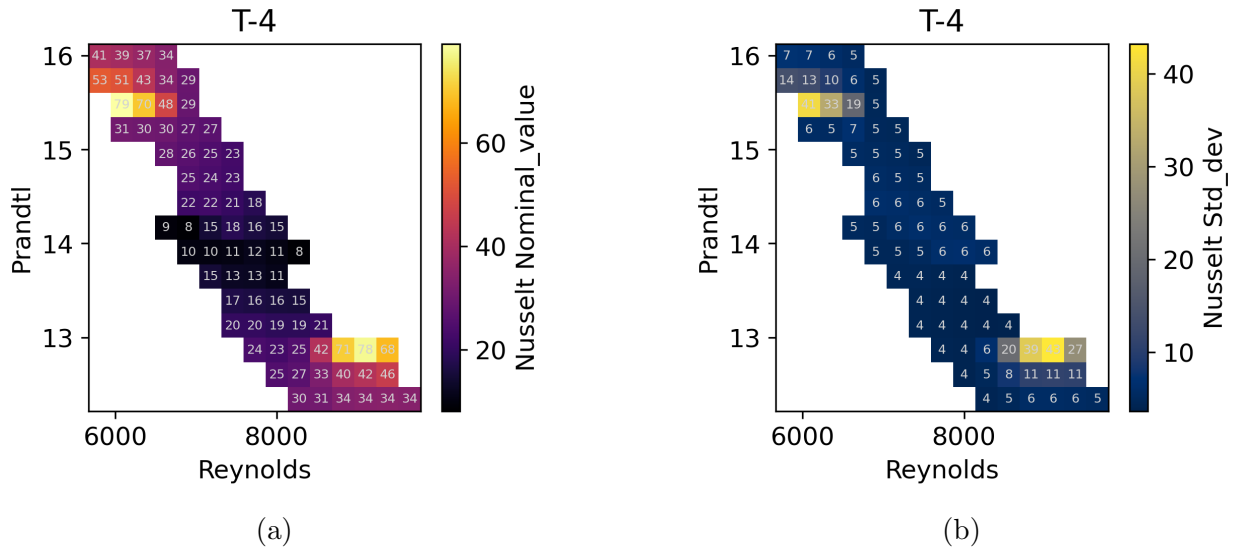 T-4
16
41 39 37 34
53 51 43 34 29
79 70 48 29
31 30 30 27 27
15
28 26 25 23
25 24 23
22 22 21 18
9 8 15 18 16 15
14
10 10 11 12 11 8
15 13 13 11
17 16 16 15
20 20 19 19 21
13
24 23 25 42 71 78 68
25 27 33 40 42 46
30 31 34 34 34 34
Prandtl
6000 8000
Reynolds
60
40
20
Nusselt Nominal_value
(a)
T-4
16
7 7 6 5
14 13 10 6 5
33 19 5
6 5 7 5 5
15
5 5 5 5
6 5 5
6 6 6 5
5 5 6 6 6 6
14
5 5 5 6 6 6
4 4 4 4
4 4 4 4
4 4 4 4 4
13
4 4 6 20 39 27
4 5 8 11 11 11
4 5 6 6 6 5
Prandtl
6000 8000
Reynolds
40
30
20
10
Nusselt Std_dev
(b)